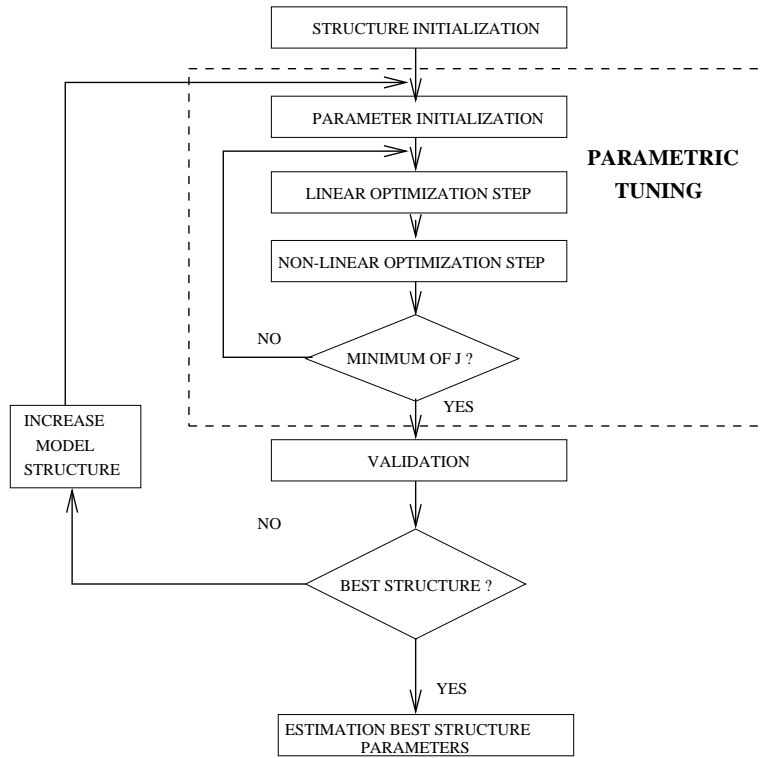 STRUCTURE INITIALIZATION
PARAMETER INITIALIZATION
PARAMETRIC
TUNING
LINEAR OPTIMIZATION STEP
NON-LINEAR OPTIMIZATION STEP
NO
MINIMUM OF J ?
YES
INCREASE
MODEL
STRUCTURE
VALIDATION
NO
BEST STRUCTURE ?
YES
ESTIMATION BEST STRUCTURE
PARAMETERS